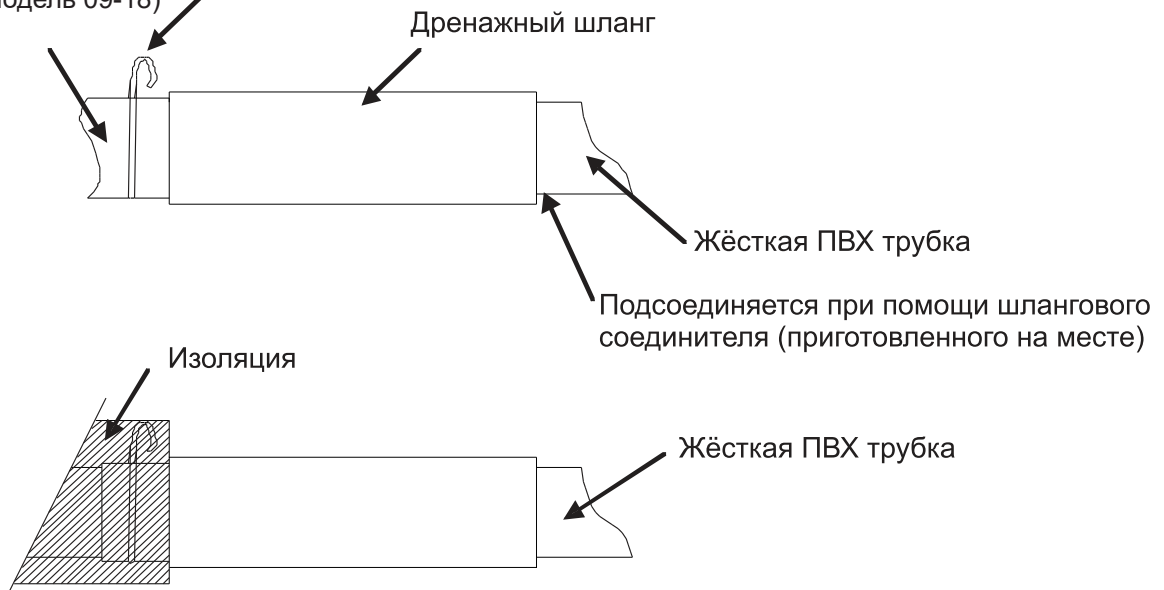 09-18)
Дренажный шланг
Жёсткая ПВХ трубка
Подсоединяется при помощи шлангового
соединителя (приготовленного на месте)
Изоляция
Жёсткая ПВХ трубка